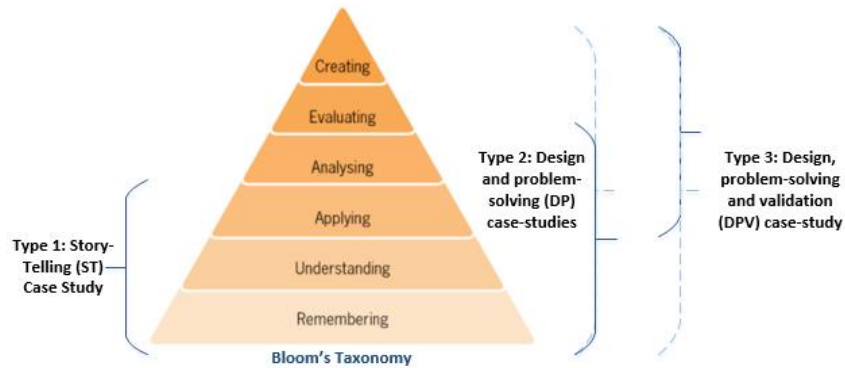 Creating
Evaluating
Analysing
Applying
Understanding
Remembering
Bloom's Taxonomy
Type 1: Story-
Telling (ST)
Case Study
Type 2: Design
and problem-
solving (DP)
case-studies
Type 3: Design,
problem-solving
and validation
(DPV) case-study